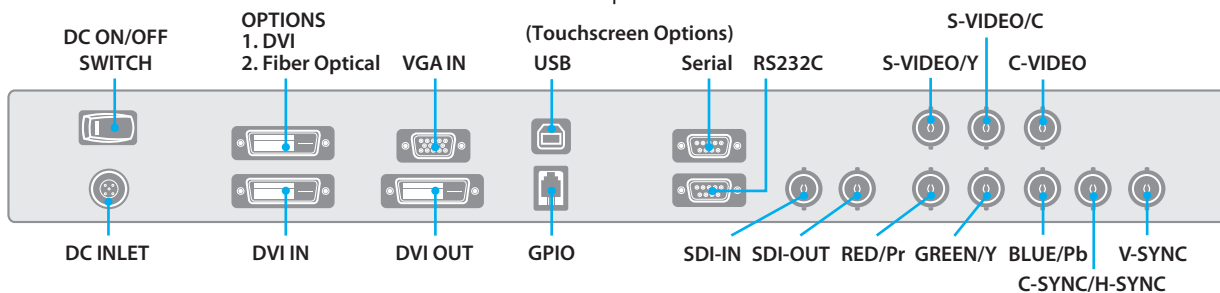 DC ON/OFF
SWITCH
OPTIONS
1. DVI
2. Fiber Optical
VGA IN
(Touchscreen Options)
USB
Serial
RS232C
S-VIDEO/Y
S-VIDEO/C
C-VIDEO
DC INLET
DVI IN
DVI OUT
GPIO
SDI-IN
SDI-OUT
RED/Pr
GREEN/Y
BLUE/Pb
C-SYNC/H-SYNC
V-SYNC